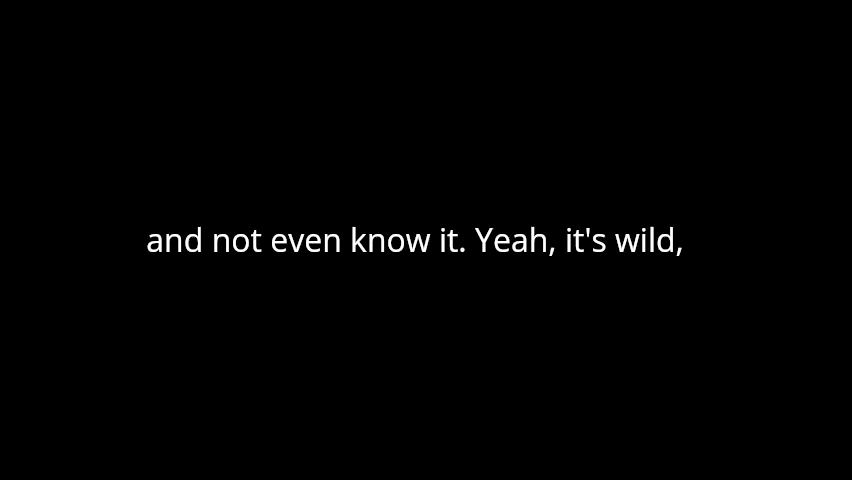 and not even know it. Yeah, it's wild,